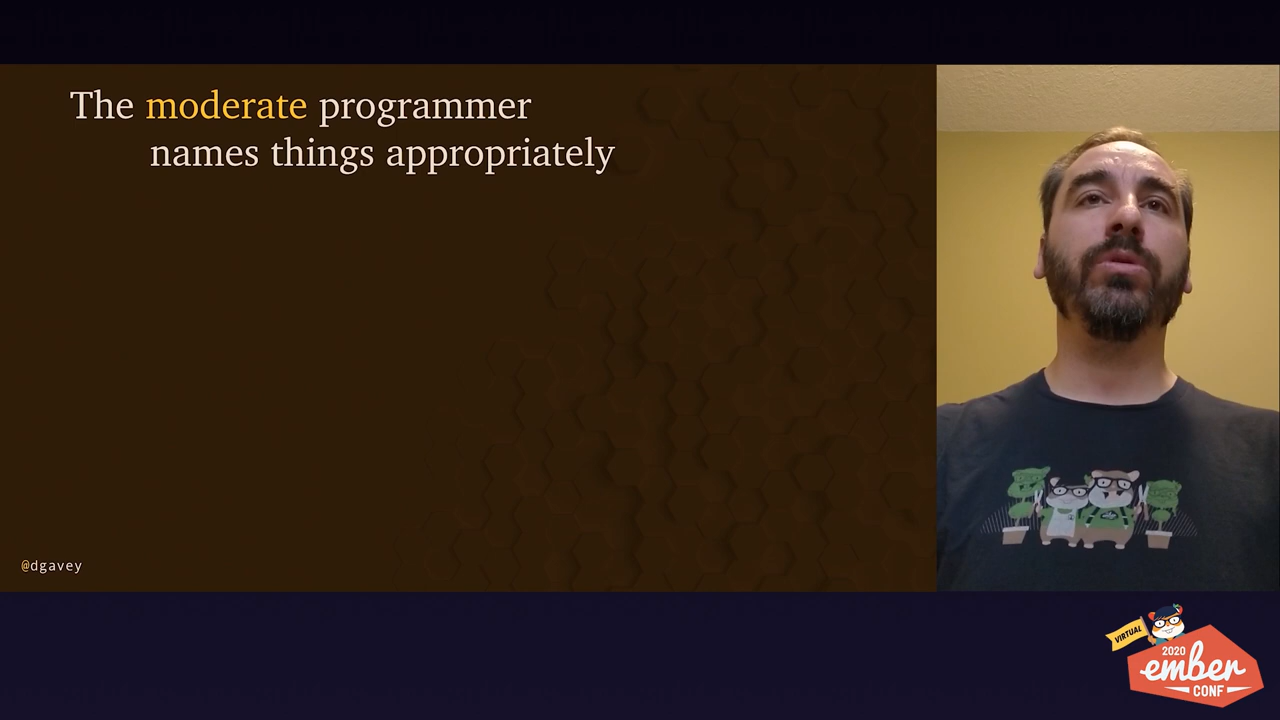 The moderate programmer
names things appropriately
@dgavey
VIRTUAL
2020
ember
CONF